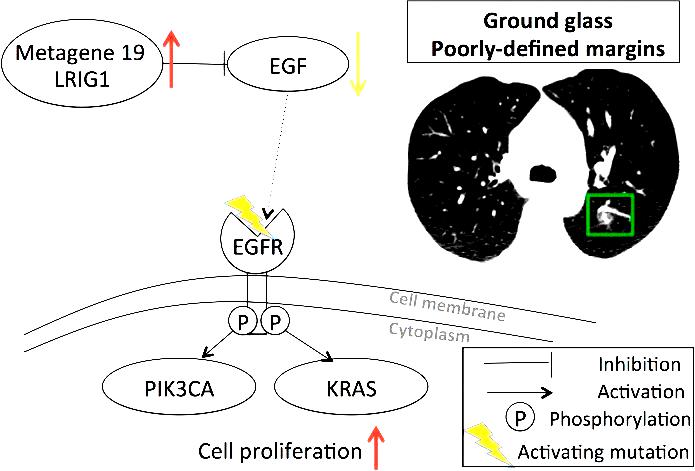 Ground glass
Poorly-defined margins
Metagene 19
LRIG1
EGF
EGFR
Cell membrane
Cytoplasm
P P
PIK3CA
KRAS
Cell proliferation
Inhibition
Activation
P Phosphorylation
Activating mutation